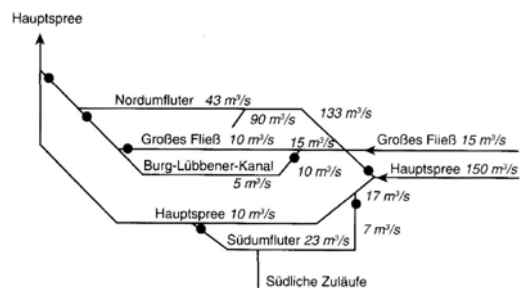 Hauptspree
Nordumfluter 43 m³/s
133 m³/s
90 m³/s
Großes Fließ 10 m³/s
15 m³/s
Großes Fließ 15 m³/s
Burg-Lübbener-Kanal
10 m³/s
Hauptspree 150 m³/s
5 m³/s
17 m³/s
Hauptspree 10 m³/s
7 m³/s
Südumfluter 23 m³/s
Südliche Zuläufe